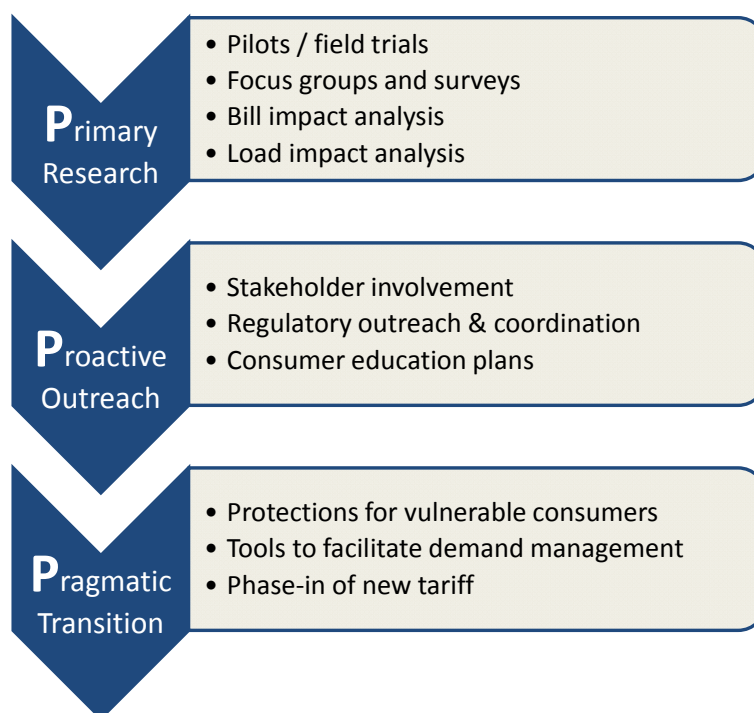 Primary
Research
• Pilots / field trials
• Focus groups and surveys
• Bill impact analysis
• Load impact analysis
Proactive
Outreach
• Stakeholder involvement
• Regulatory outreach & coordination
• Consumer education plans
Pragmatic
Transition
• Protections for vulnerable consumers
• Tools to facilitate demand management
• Phase-in of new tariff